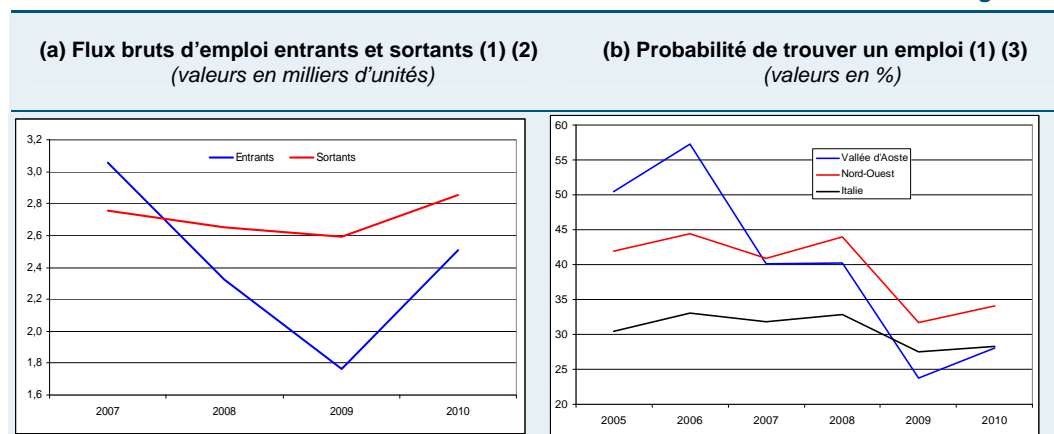 (a) Flux bruts d'emploi entrants et sortants (1) (2)
(valeurs en milliers d'unités)
3,2
3,0
2,8
2,6
2,4
2,2
2,0
1,8
1,6
Entrants
Sortants
2007 2008 2009 2010
(b) Probabilité de trouver un emploi (1) (3)
(valeurs en %)
60
55
50
45
40
35
30
25
20
Vallée d'Aoste
Nord-Ouest
Italie
2005 2006 2007 2008 2009 2010